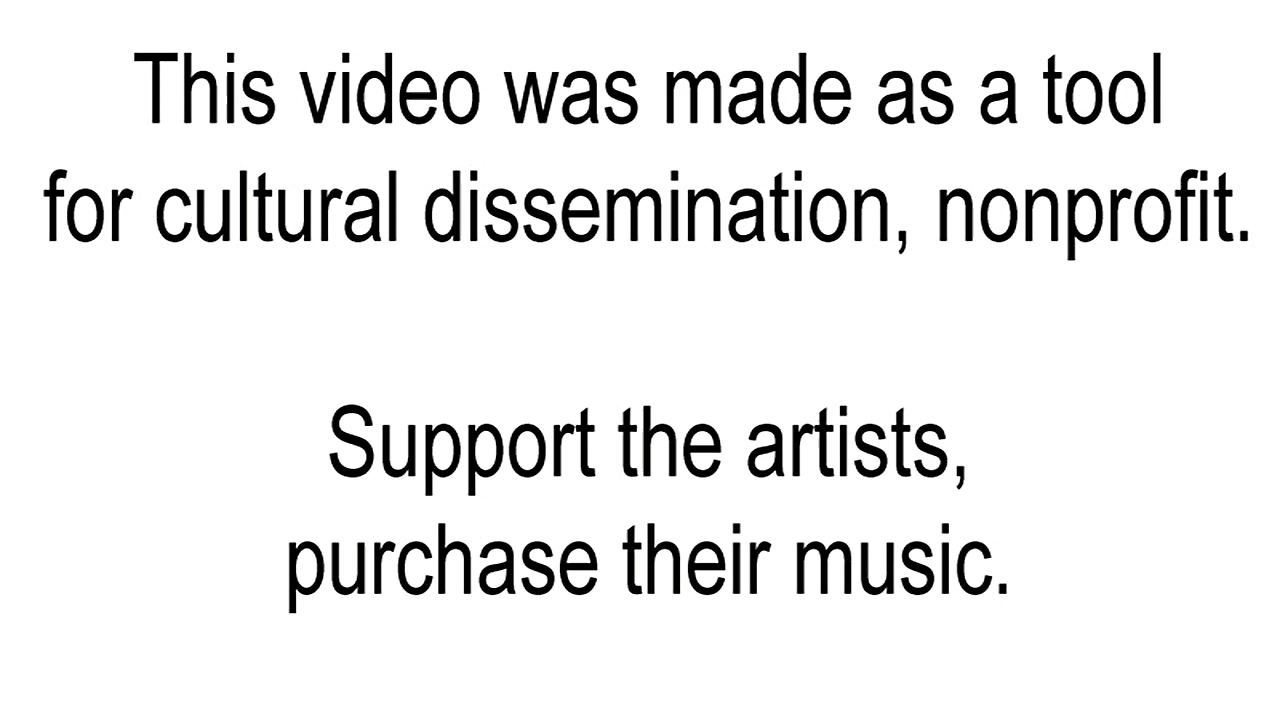 This video was made as a tool
for cultural dissemination, nonprofit.
Support the artists,
purchase their music.